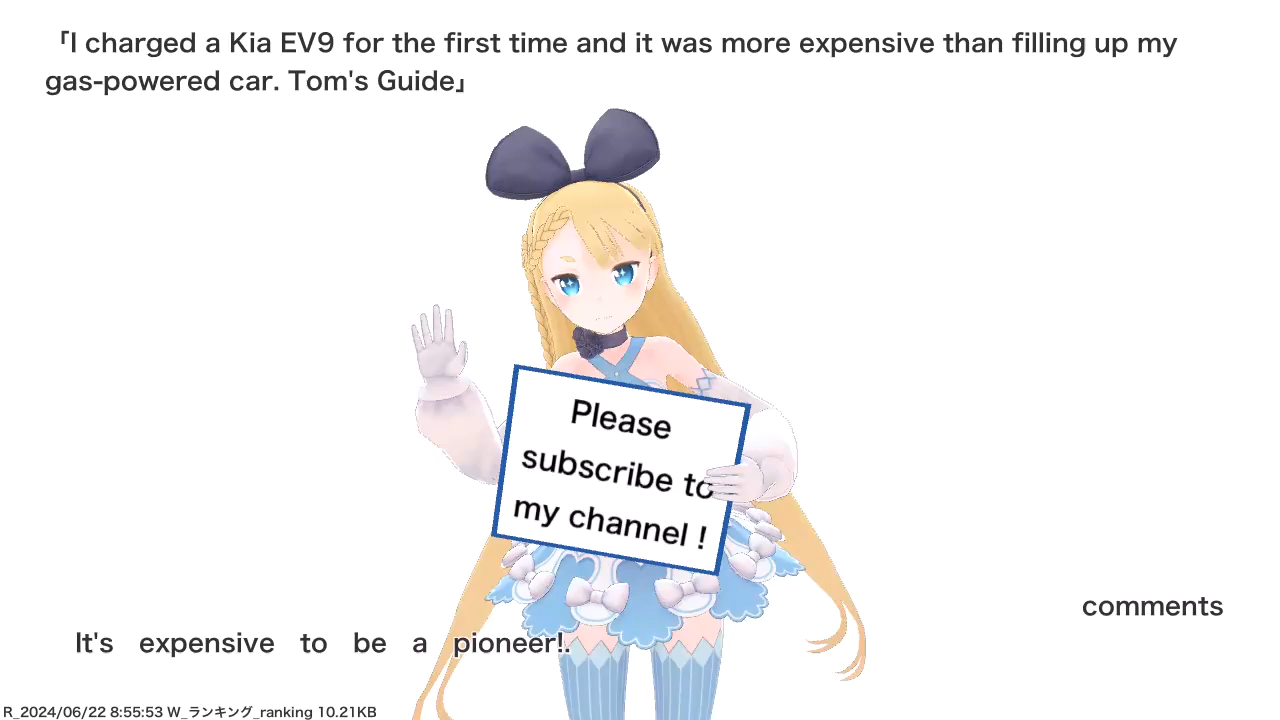 「I charged a Kia EV9 for the first time and it was more expensive than filling up my
gas-powered car. Tom's Guide」
Please
subscribe to
my channel !
comments
It's expensive to be a pioneer!.
R_2024/06/22 8:55:53 W_ランキング_ranking 10.21KB